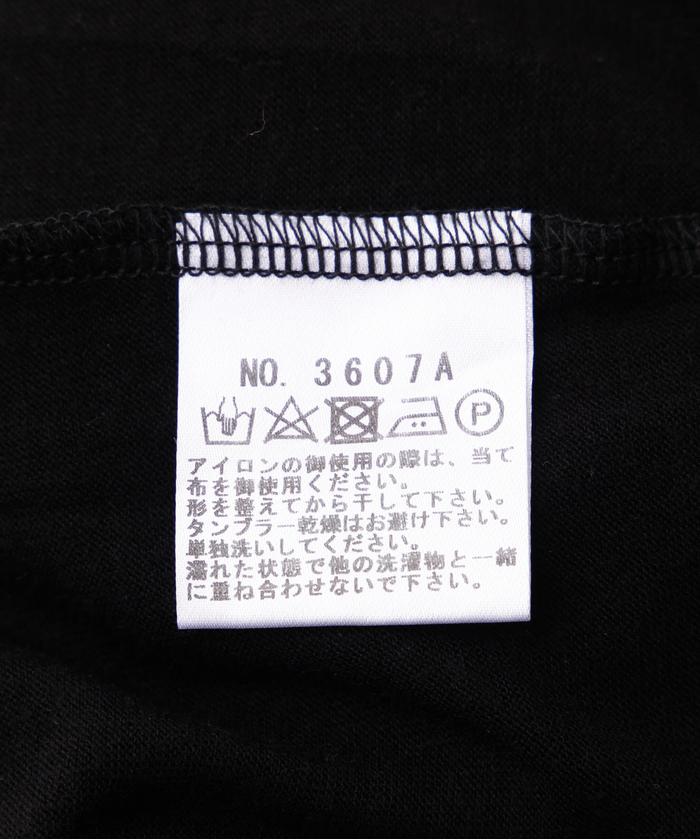 NO. 3607A
P
アイロンの御使用の際は、当て
布を御使用ください。
形を整えてから干して下さい。
タンブラー乾燥はお避け下さい。
単独洗いしてください。
濡れた状態で他の洗濯物と一緒
に重ね合わせないで下さい。